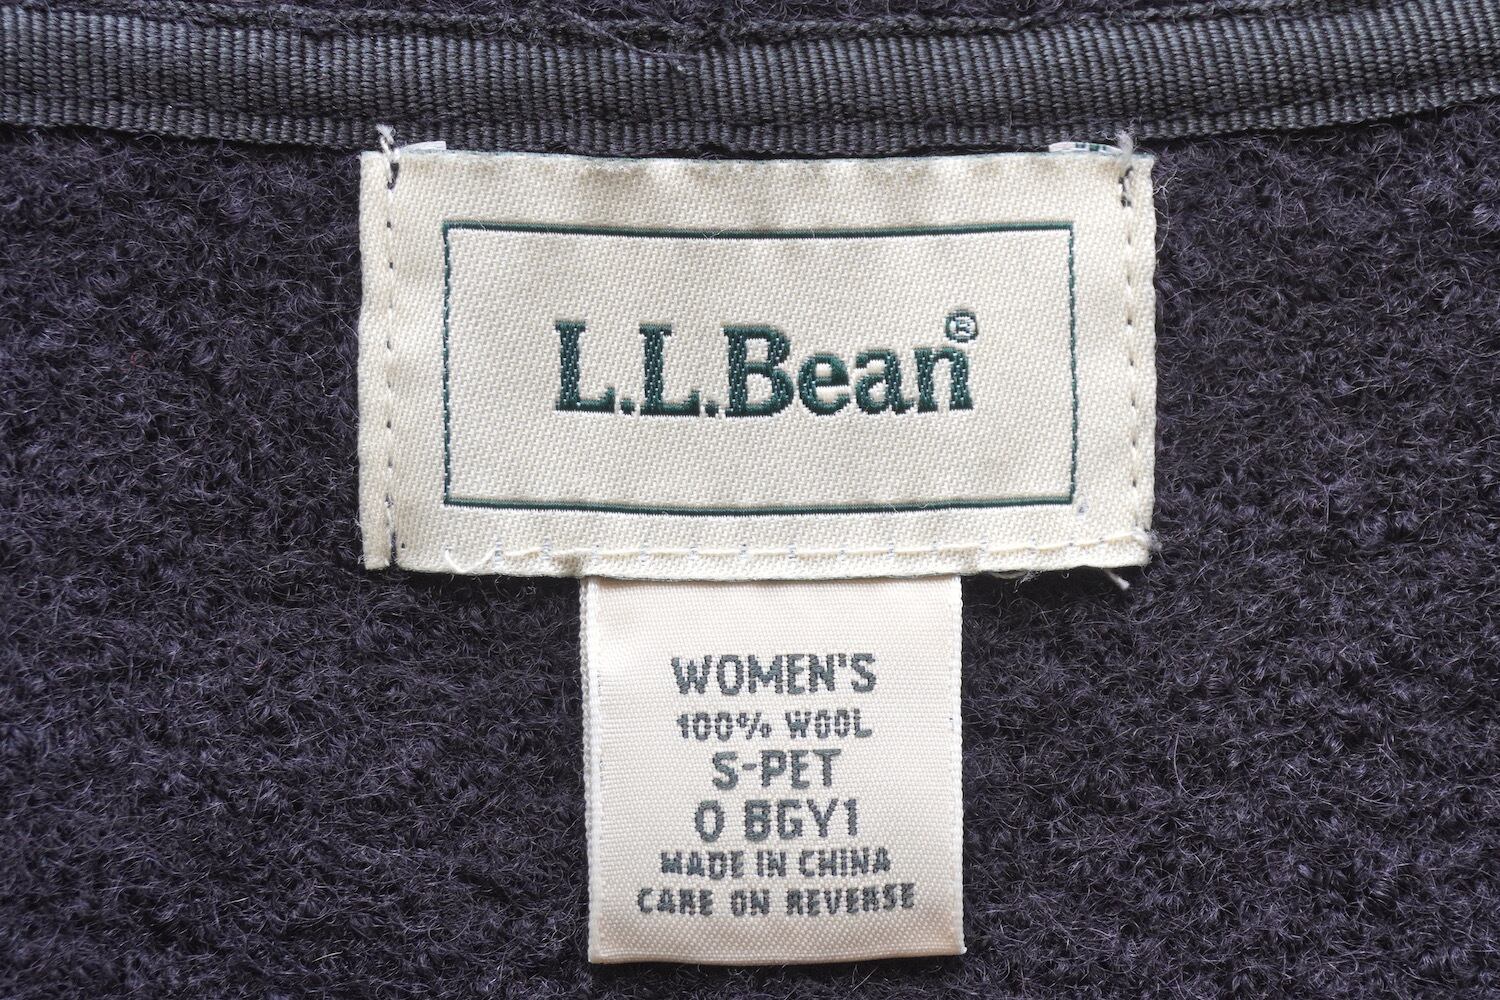 L.L.Bean®
WOMEN'S
100% WOOL
S-PET
0 BGY1
MADE IN CHINA
CARE ON REVERSE